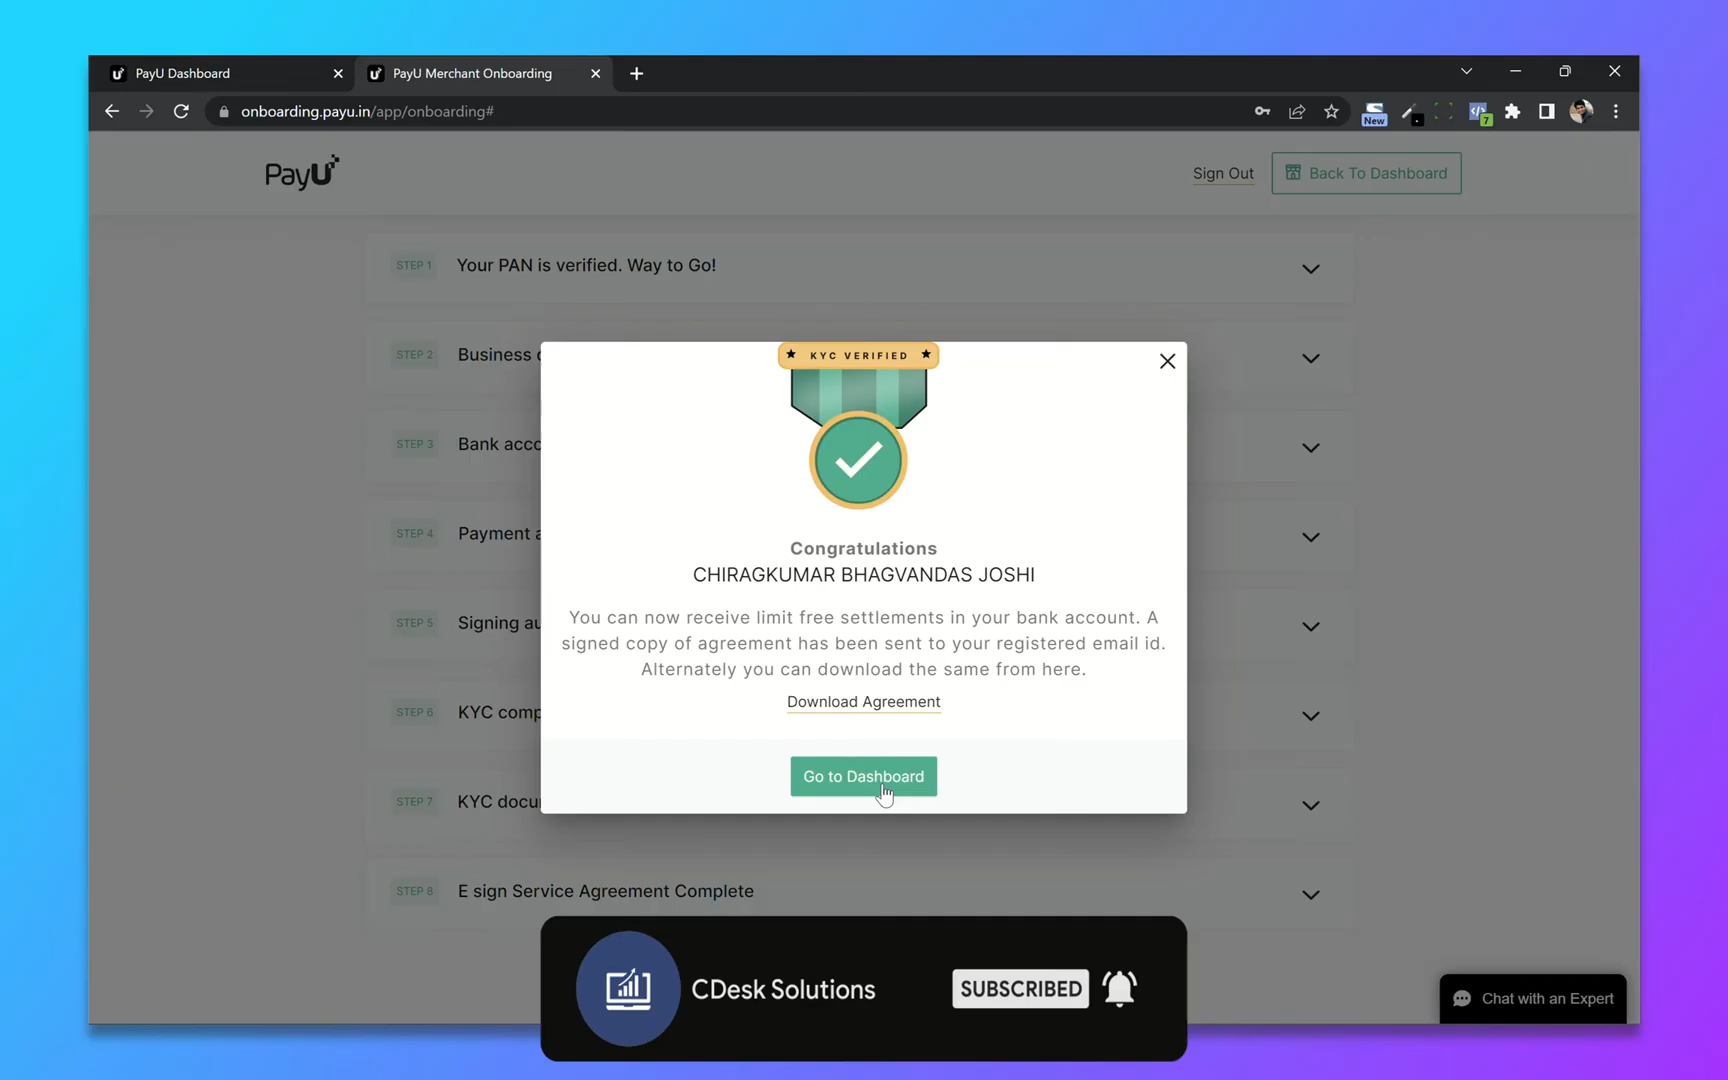 PayU Dashboard
PayU Merchant Onboarding
onboarding.payu.in/app/onboarding#
New
7
PayU
Sign Out
Back To Dashboard
STEP 1
Your PAN is verified. Way to Go!
STEP 2
Business
STEP 3
Bank acco
STEP 4
Payment a
STEP 5
Signing au
STEP 6
KYC comp
STEP 7
KYC docu
STEP 8
E sign Service Agreement Complete
KYC VERIFIED
Congratulations
CHIRAGKUMAR BHAGVANDAS JOSHI
You can now receive limit free settlements in your bank account. A
signed copy of agreement has been sent to your registered email id.
Alternately you can download the same from here.
Download Agreement
Go to Dashboard
CDesk Solutions
SUBSCRIBED
Chat with an Expert